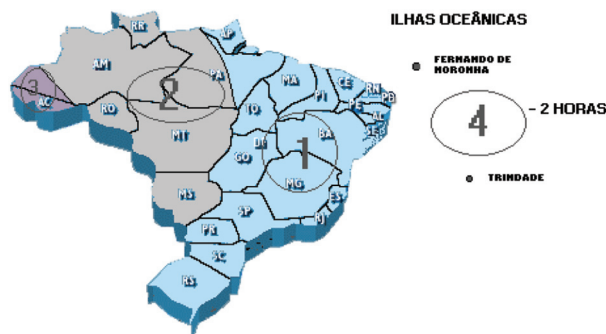 ILHAS OCEÂNICAS
RR
AP
FERNANDO DE
NORONHA
AM
PA
MA
CE
RN
PB
3
2
PI
PE
AL
4
- 2 HORAS
AC
RO
TO
SE
MT
DF
BA
GO
1
TRINDADE
MG
MS
ES
SP
RJ
PR
SC
RS